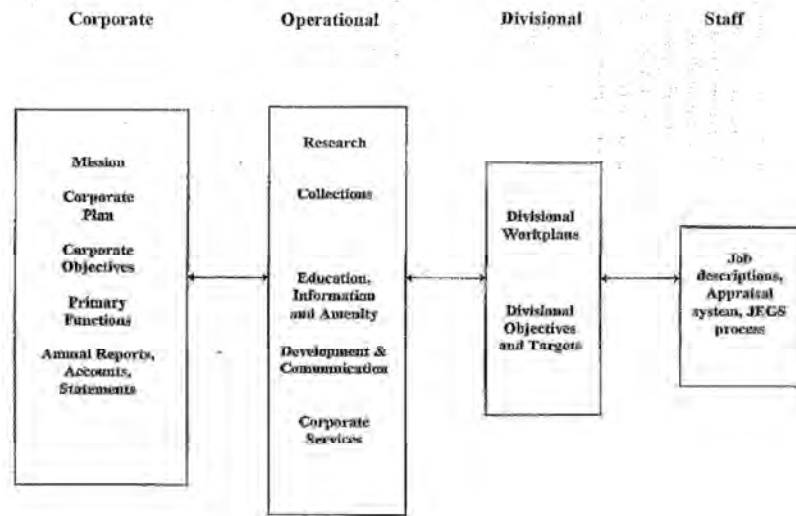 Corporate
Operational
Divisional
Staff
Mission
Corporate
Plan
Corporate
Objectives
Primary
Functions
Annual Reports,
Accounts,
Statements
Research
Collections
Education,
Information
and Amenity
Development &
Communication
Corporate
Services
Divisional
Workplans
Divisional
Objectives
and Targets
Job
descriptions,
Appraisal
system, JEGS
process